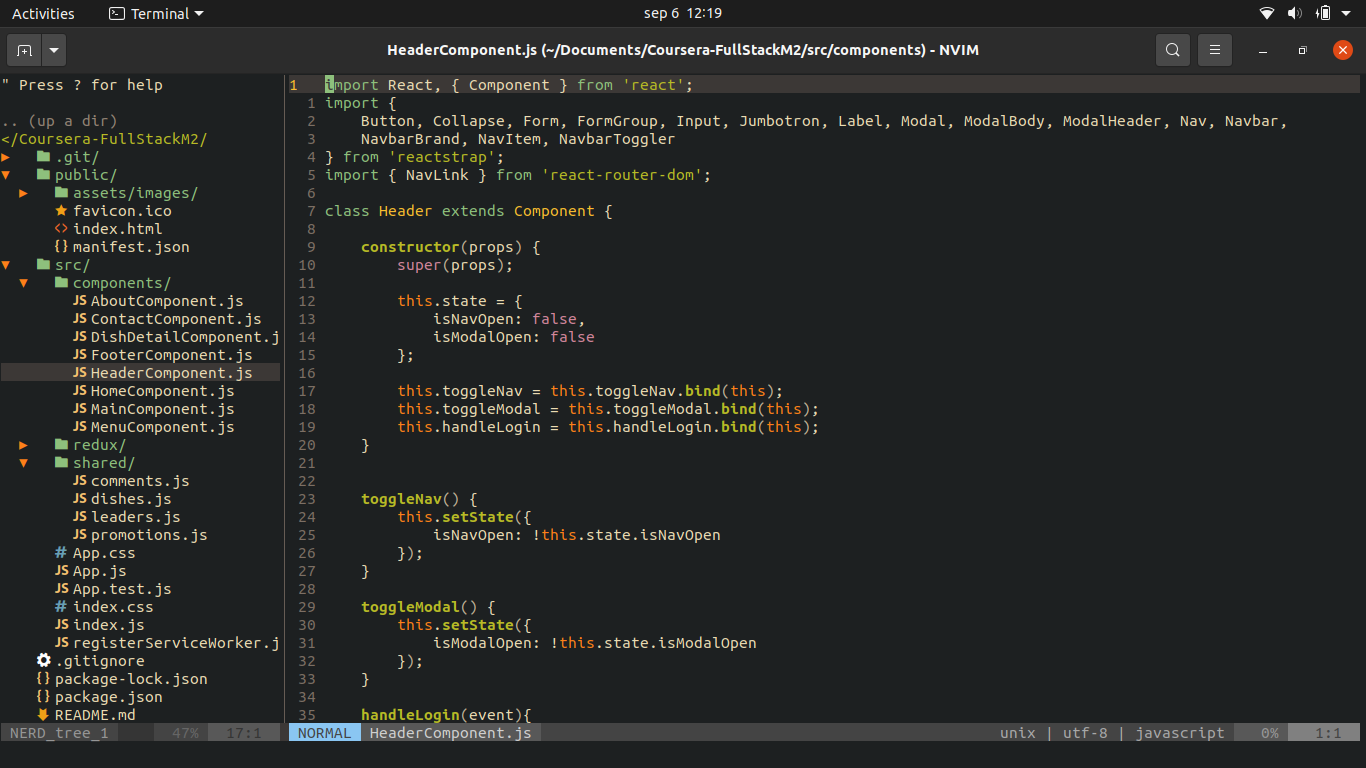 Activities Terminal sep 6 12:19
HeaderComponent.js (~/Documents/Coursera-FullStackM2/src/components) - NVIM
" Press ? for help
.. (up a dir)
</Coursera-FullStackM2/
.git/
public/
assets/images/
favicon.ico
index.html
manifest.json
src/
components/
AboutComponent.js
ContactComponent.js
DishDetailComponent.j
FooterComponent.js
HeaderComponent.js
HomeComponent.js
MainComponent.js
MenuComponent.js
redux/
shared/
comments.js
dishes.js
leaders.js
promotions.js
App.css
App.js
App.test.js
index.css
index.js
registerServiceWorker.j
.gitignore
package-lock.json
package.json
README.md
NERD_tree_1 47% 17:1
1 import React, { Component } from 'react';
1 import {
2 Button, Collapse, Form, FormGroup, Input, Jumbotron, Label, Modal, ModalBody, ModalHeader, Nav, Navbar,
3 NavbarBrand, NavItem, NavbarToggler
4 } from 'reactstrap';
5 import { NavLink } from 'react-router-dom';
6
7 class Header extends Component {
8
9 constructor(props) {
10 super(props);
11
12 this.state = {
13 isNavOpen: false,
14 isModalOpen: false
15 };
16
17 this.toggleNav = this.toggleNav.bind(this);
18 this.toggleModal = this.toggleModal.bind(this);
19 this.handleLogin = this.handleLogin.bind(this);
20 }
21
22
23 toggleNav() {
24 this.setState({
25 isNavOpen: !this.state.isNavOpen
26 });
27 }
28
29 toggleModal() {
30 this.setState({
31 isModalOpen: !this.state.isModalOpen
32 });
33 }
34
35 handleLogin(event){
NORMAL HeaderComponent.js unix | utf-8 | javascript 0% 1:1